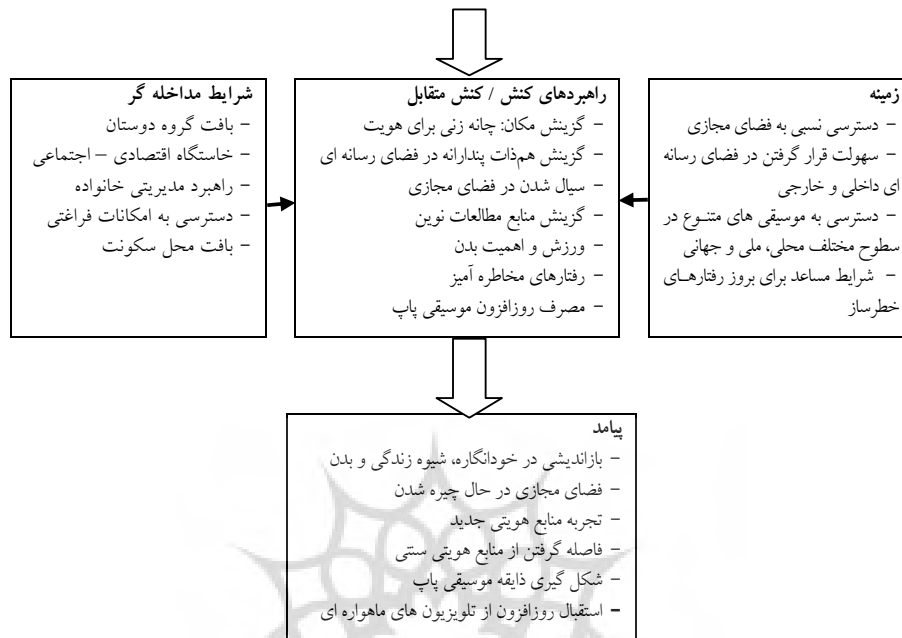 زمینه
– دسترسی نسبی به فضای مجازی
– سهولت قرار گرفتن در فضای رسانه
ای داخلی و خارجی
– دسترسی به موسیقی های متنـوع در
سطوح مختلف محلی، ملی و جهانی
– شرایط مساعد برای بروز رفتارهـای
خطرساز
راهبردهای کنش / کنش متقابل
– گزینش مکان: چانه زنی برای هویت
– گزینش هم‌ذات پندارانه در فضای رسانه ای
– سیال شدن در فضای مجازی
– گزینش منابع مطالعات نوین
– ورزش و اهمیت بدن
– رفتارهای مخاطره آمیز
– مصرف روزافزون موسیقی پاپ
شرایط مداخله گر
– بافت گروه دوستان
– خاستگاه اقتصادی – اجتماعی
– راهبرد مدیریتی خانواده
– دسترسی به امکانات فراغتی
– بافت محل سکونت
پیامد
– بازاندیشی در خودانگاره، شیوه زندگی و بدن
– فضای مجازی در حال چیره شدن
– تجربه منابع هویتی جدید
– فاصله گرفتن از منابع هویتی سنتی
– شکل گیری ذایقه موسیقی پاپ
– استقبال روزافزون از تلویزیون های ماهواره ای